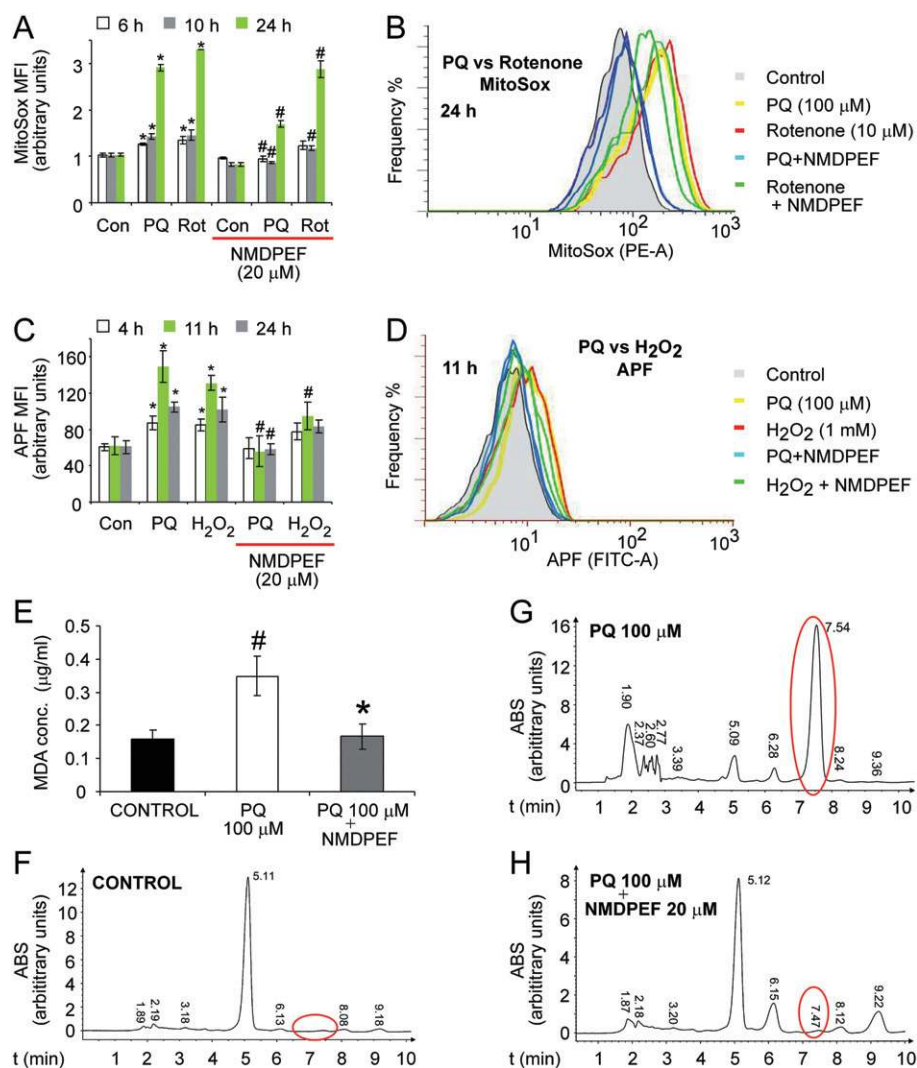 A
6 h 10 h 24 h
MitoSox MFI
(arbitrary units)
3
2
1
0
* * *
* * *
# # #
# #
Con PQ Rot Con PQ Rot
NMDPEF
(20 µM)
B
PQ vs Rotenone
MitoSox
24 h
Frequency %
10¹ 10² 10³
MitoSox (PE-A)
Control
PQ (100 µM)
Rotenone (10 µM)
PQ+NMDPEF
Rotenone
+ NMDPEF
C
4 h 11 h 24 h
APF MFI
(arbitrary units)
160
120
80
40
0
* * *
* * *
# #
#
Con PQ H₂O₂ PQ H₂O₂
NMDPEF
(20 µM)
D
11 h
PQ vs H₂O₂
APF
Frequency %
10¹ 10² 10³
APF (FITC-A)
Control
PQ (100 µM)
H₂O₂ (1 mM)
PQ+NMDPEF
H₂O₂ + NMDPEF
E
MDA conc. (µg/ml)
0.5
0.4
0.3
0.2
0.1
0
#
*
CONTROL
PQ
100 µM
PQ 100 µM
+
NMDPEF
G
PQ 100 µM
ABS
(arbititrary units)
16
12
8
4
0
1.90 2.37 2.60 2.77 3.39 5.09 6.28 7.54 8.24 9.36
t (min) 1 2 3 4 5 6 7 8 9 10
F
CONTROL
ABS
(arbititrary units)
12
10
8
6
4
2
0
1.89 2.19 3.18 5.11 6.13 8.08 9.18
t (min) 1 2 3 4 5 6 7 8 9 10
H
PQ 100 µM
+
NMDPEF 20 µM
ABS
(arbititrary units)
8
6
4
2
0
1.87 2.18 3.20 5.12 6.15 7.47 8.12 9.22
t (min) 1 2 3 4 5 6 7 8 9 10